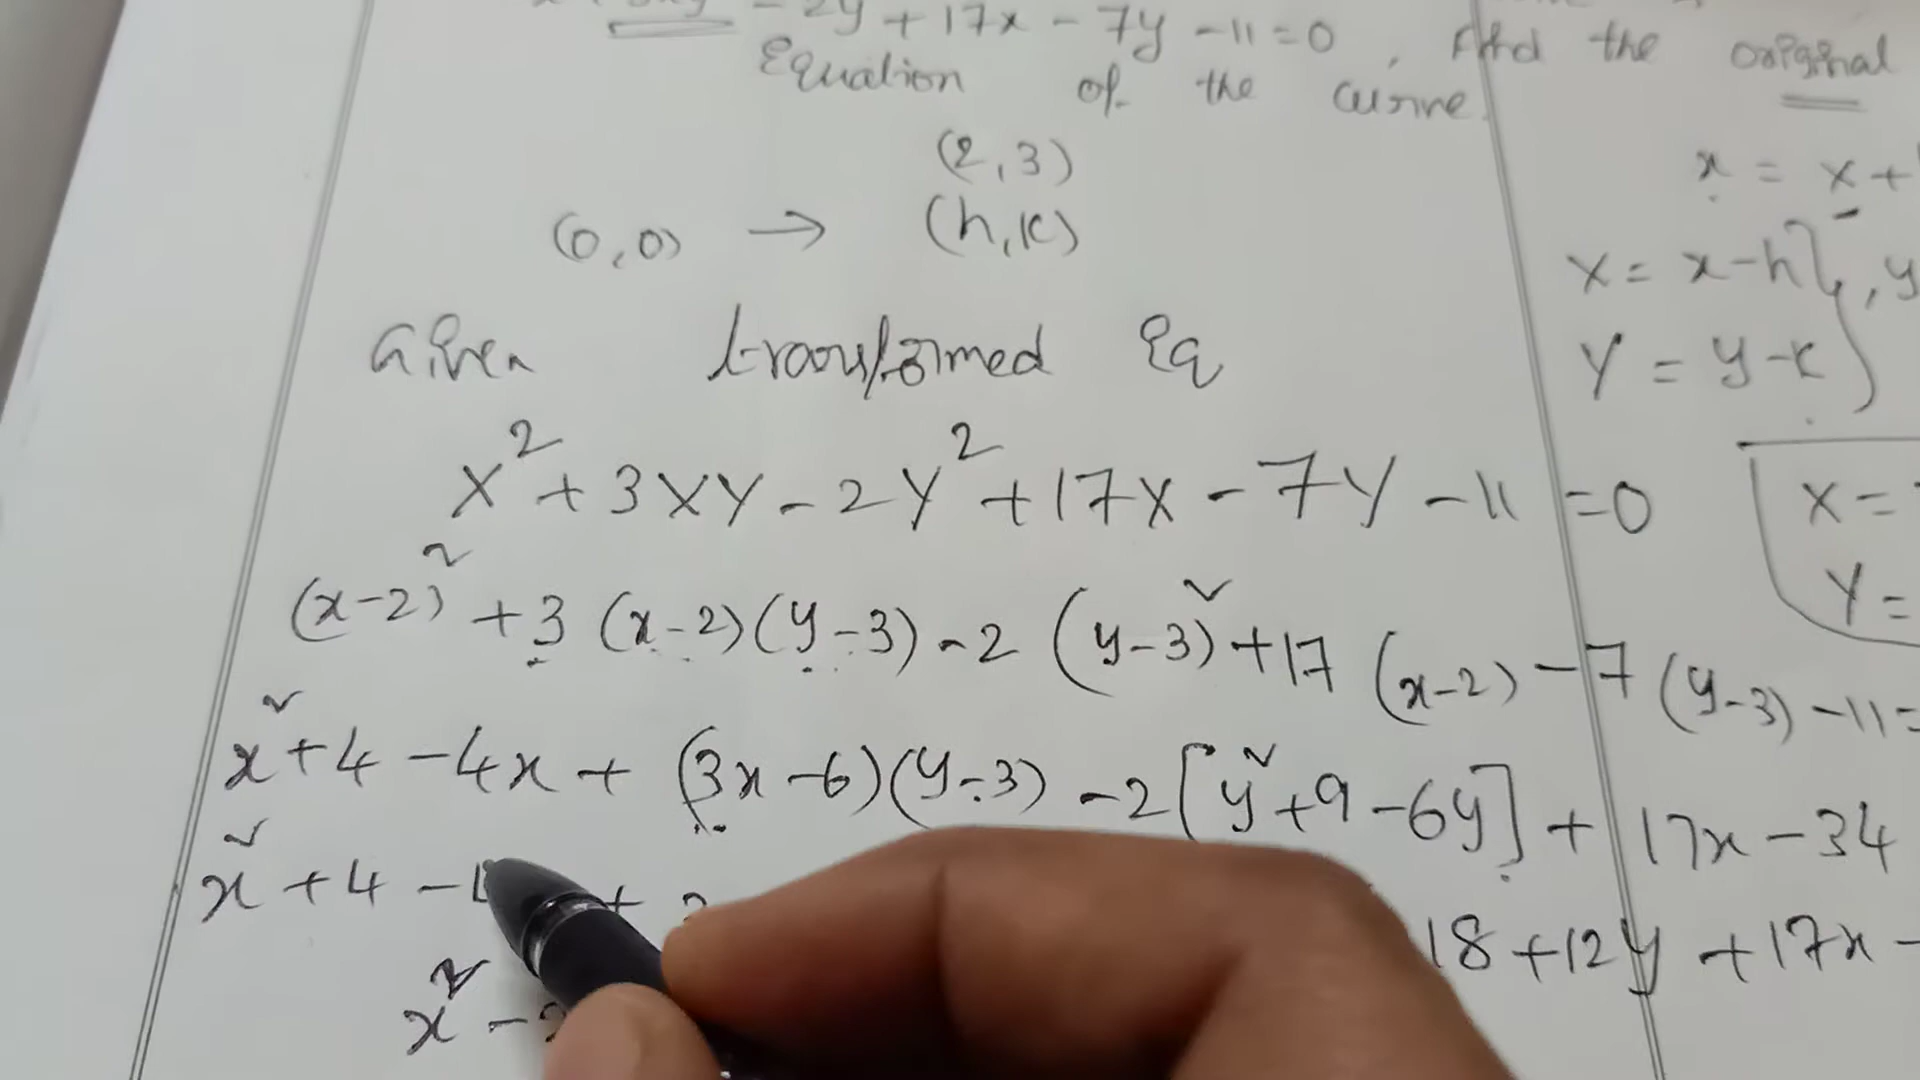 - 2y + 17x - 7y - 11 = 0, find the original
Equation of the curve.
(2,3)
(0,0) → (h,k)
x = X +
X = x-h}, y
Y = y-k
Given transformed Eq
X² + 3XY - 2Y² + 17X - 7Y - 11 = 0
X =
Y =
(x-2)² + 3(x-2)(y-3) - 2(y-3)² + 17(x-2) - 7(y-3) - 11 =
x² + 4 - 4x + (3x-6)(y-3) - 2[y² + 9 - 6y] + 17x - 34
x² + 4 - + 18 + 12y + 17x -
x² -